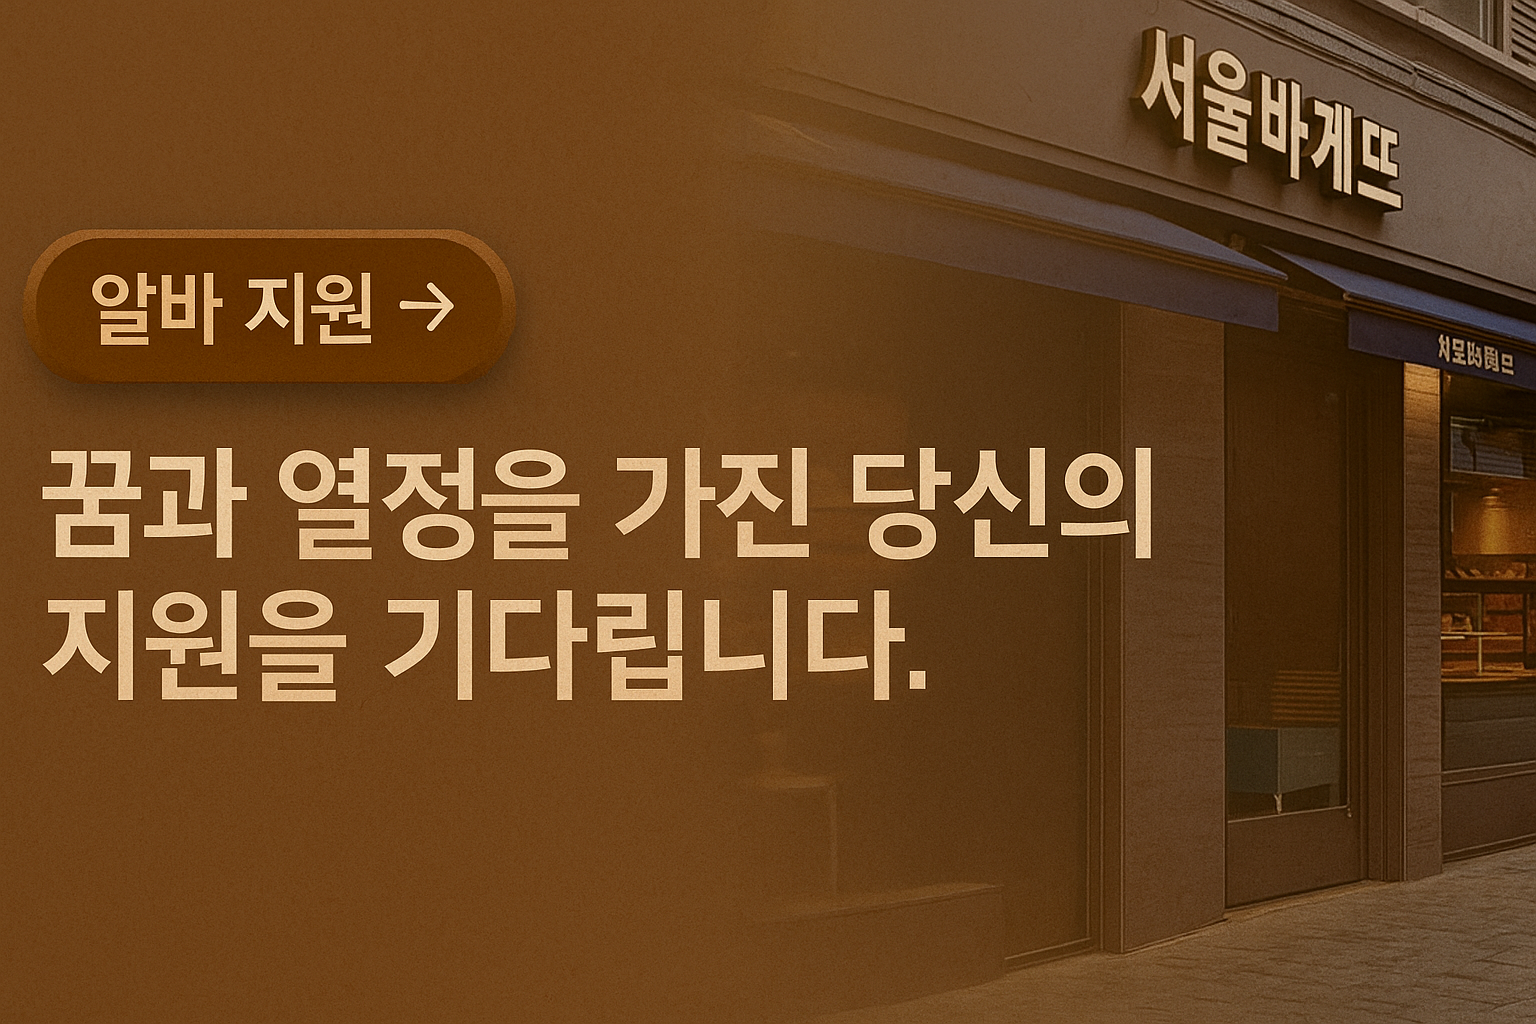 서울바게뜨
알바 지원 →
꿈과 열정을 가진 당신의
지원을 기다립니다.